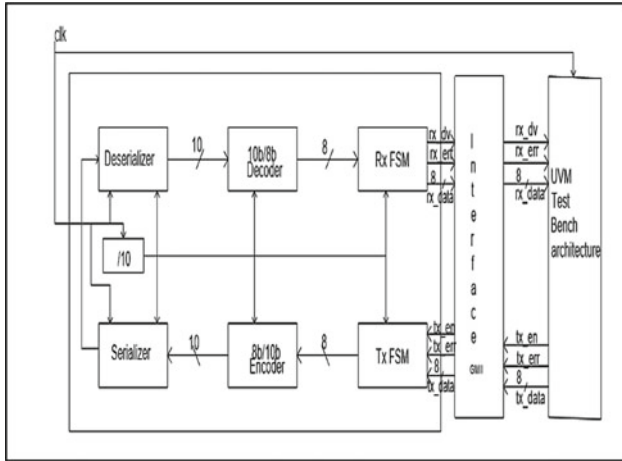 clk
Deserializer
10
10b/8b
Decoder
8
Rx FSM
rx_dv
rx_err
8
rx_data
Interface
GMII
rx_dv
rx_err
8
rx_data
UVM
Test
Bench
architecture
/10
Serializer
10
8b/10b
Encoder
8
Tx FSM
tx_en
tx_err
8
tx_data
tx_en
tx_err
8
tx_data